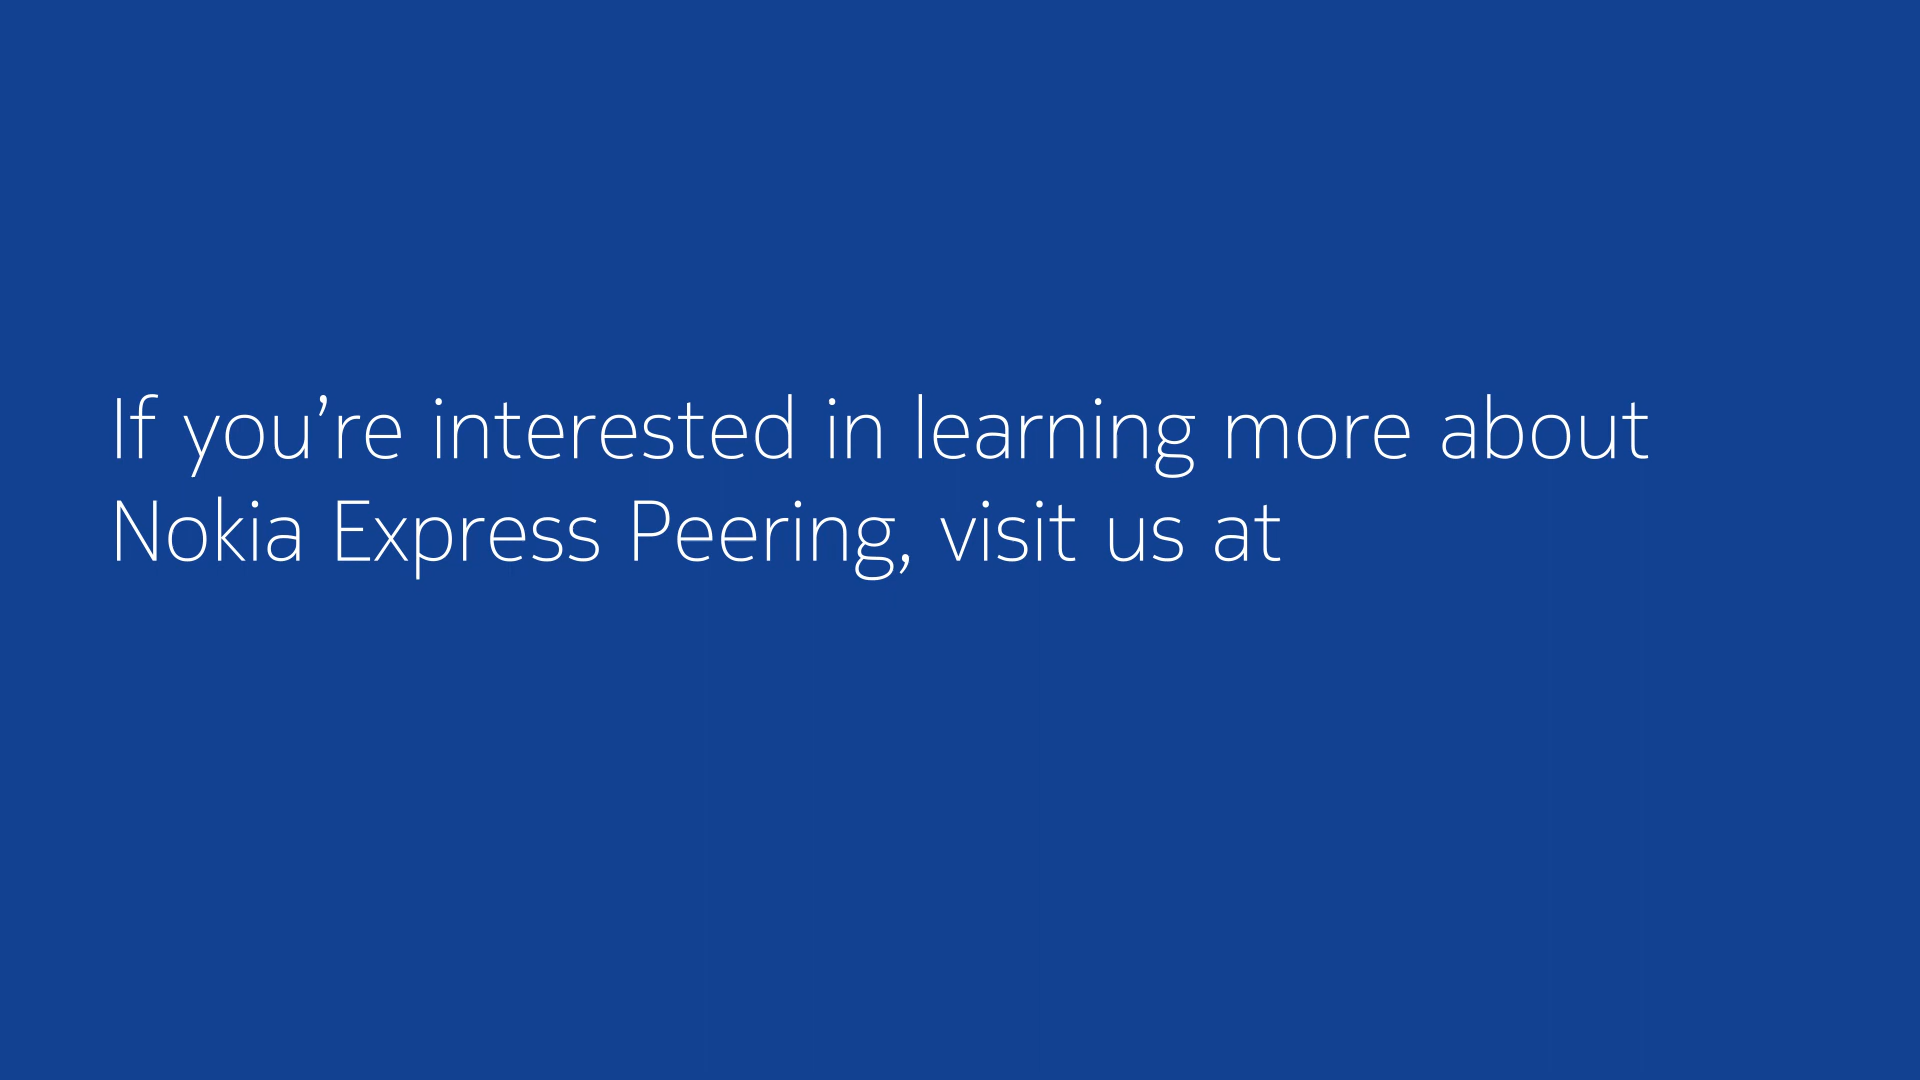 If you’re interested in learning more about
Nokia Express Peering, visit us at